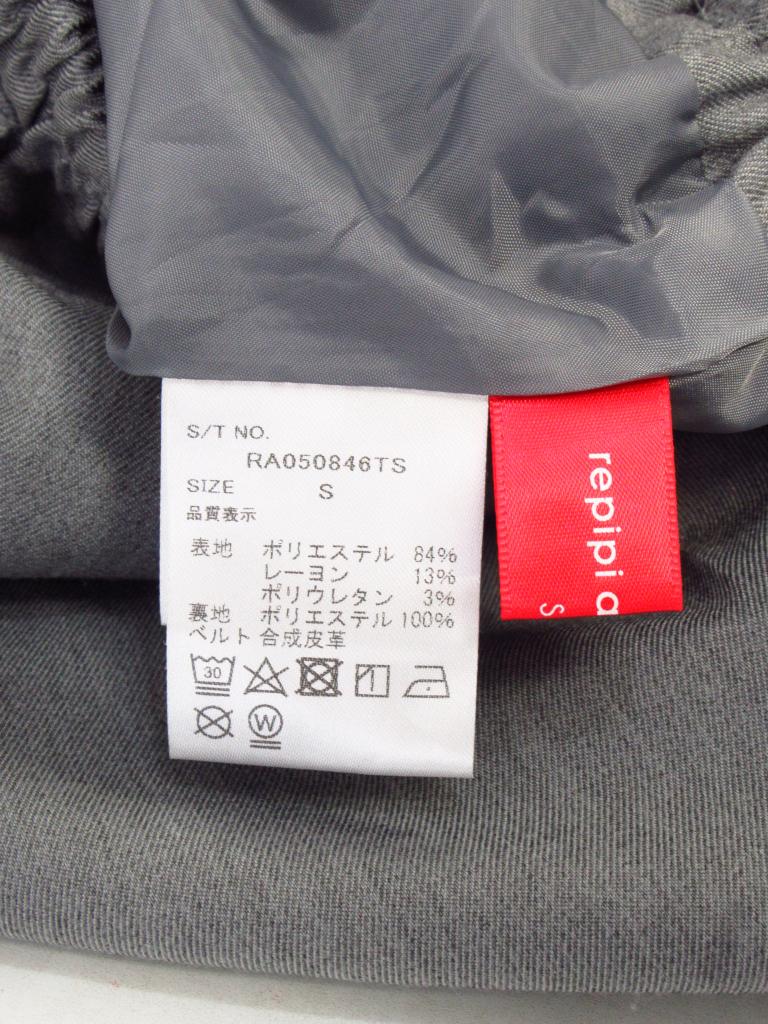 S/T NO.
RA050846TS
SIZE S
品質表示
表地 ポリエステル 84%
レーヨン 13%
ポリウレタン 3%
裏地 ポリエステル 100%
ベルト 合成皮革
30
W
repipi a
S